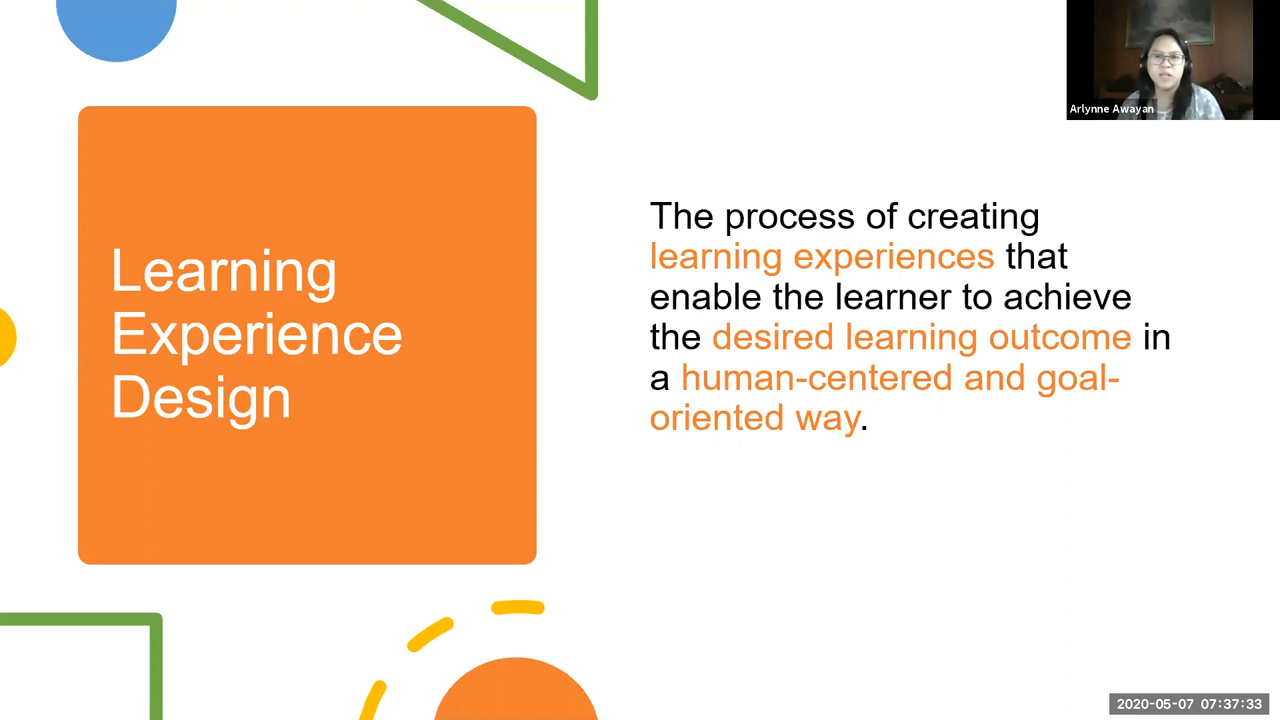 Learning
Experience
Design
The process of creating
learning experiences that
enable the learner to achieve
the desired learning outcome in
a human-centered and goal-
oriented way.
Arlynne Awayan
2020-05-07 07:37:33